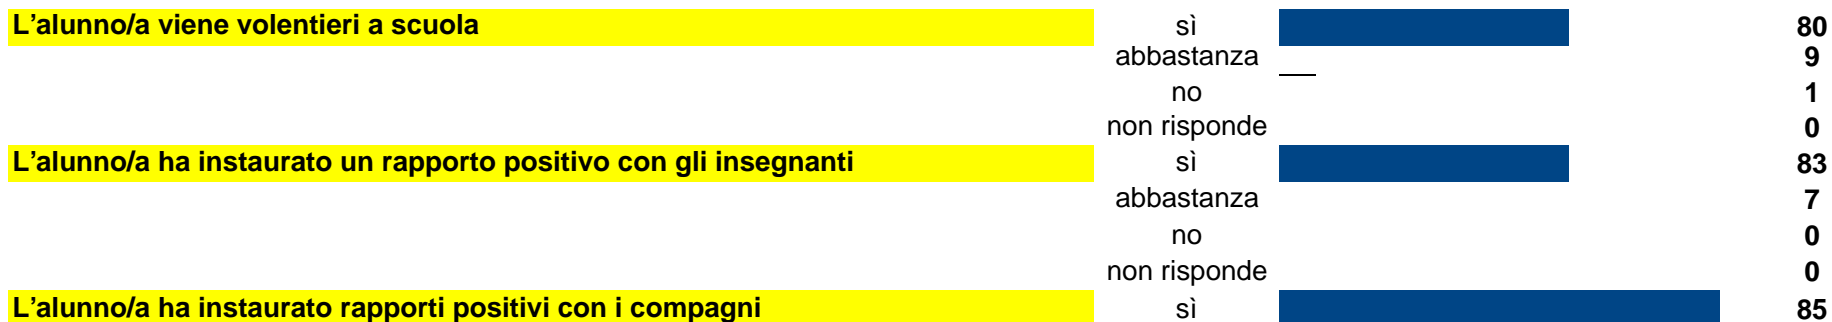 L'alunno/a viene volentieri a scuola sì 80
abbastanza 9
no 1
non risponde 0
L'alunno/a ha instaurato un rapporto positivo con gli insegnanti sì 83
abbastanza 7
no 0
non risponde 0
L'alunno/a ha instaurato rapporti positivi con i compagni sì 85